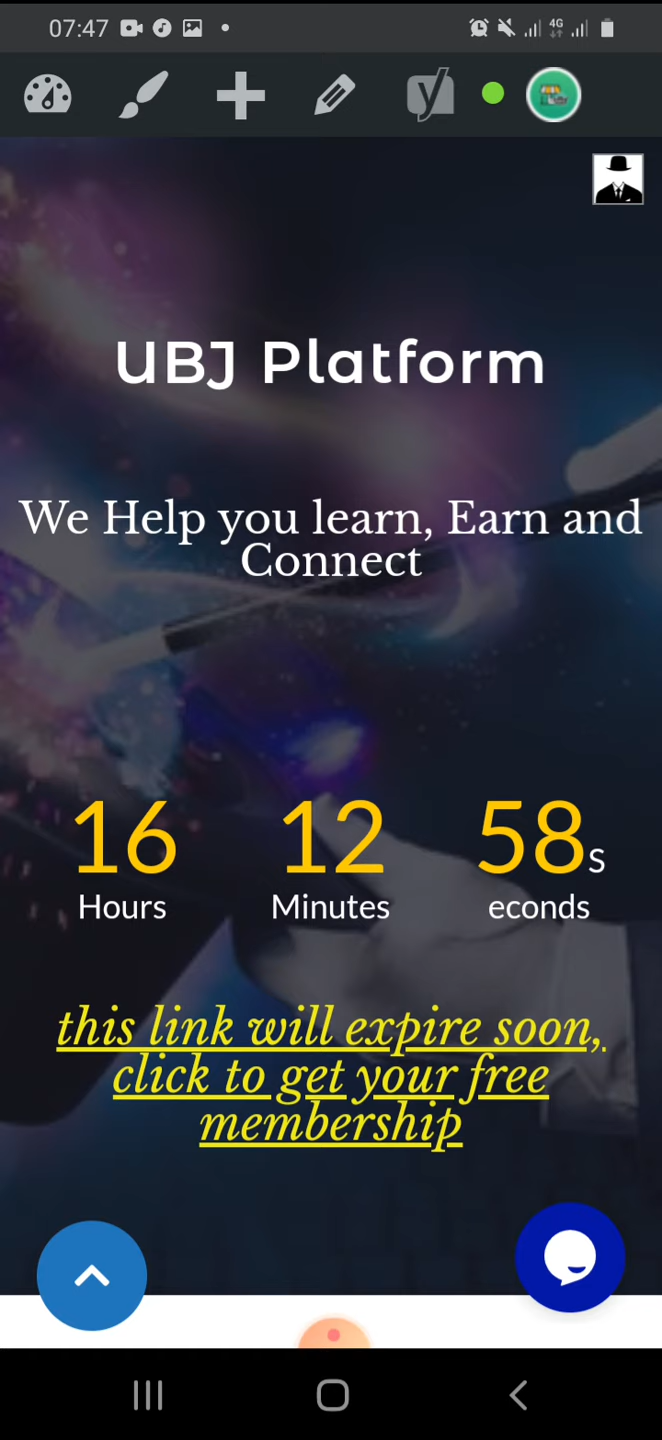 07:47
4G
UBJ Platform
We Help you learn, Earn and
Connect
16 12 58s
Hours Minutes econds
this link will expire soon,
click to get your free
membership